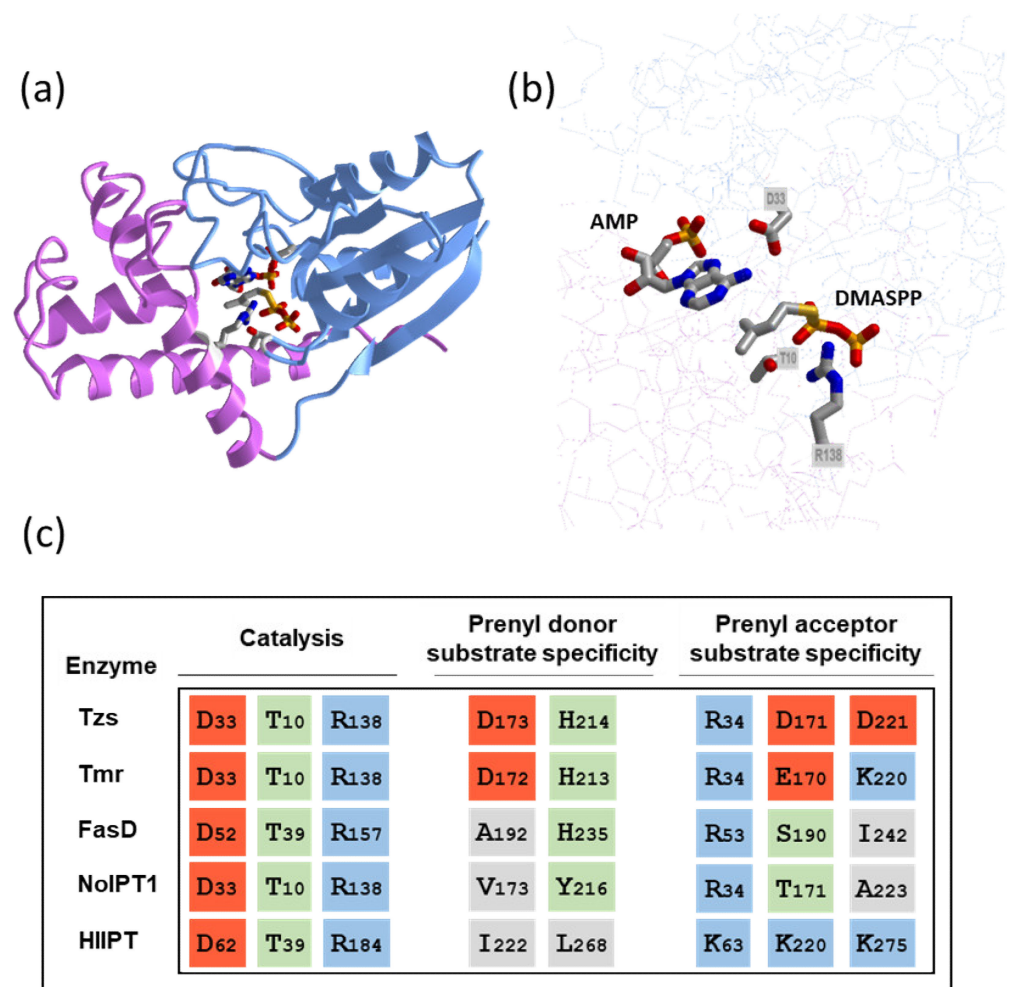 (a)
(b)
D33
AMP
DMASPP
T10
R138
(c)
Catalysis
Prenyl donor
substrate specificity
Prenyl acceptor
substrate specificity
Enzyme
Tzs D33 T10 R138 D173 H214 R34 D171 D221
Tmr D33 T10 R138 D172 H213 R34 E170 K220
FasD D52 T39 R157 A192 H235 R53 S190 I242
NoIPT1 D33 T10 R138 V173 Y216 R34 T171 A223
HlIPT D62 T39 R184 I222 L268 K63 K220 K275